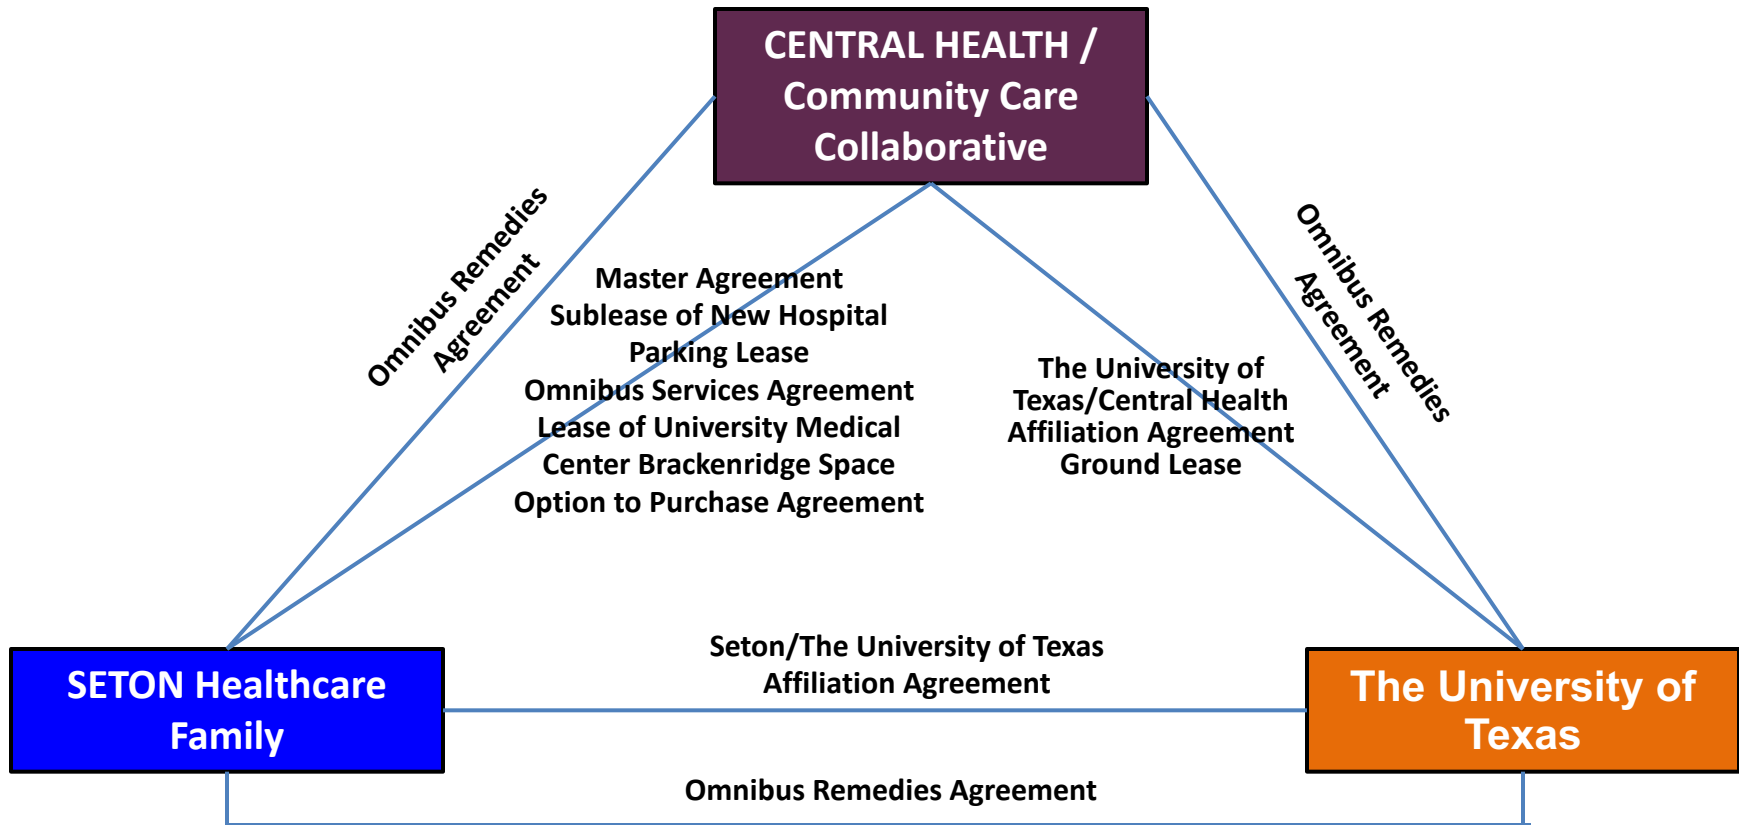 CENTRAL HEALTH /
Community Care
Collaborative
Omnibus Remedies
Agreement
Omnibus Remedies
Agreement
Master Agreement
Sublease of New Hospital
Parking Lease
Omnibus Services Agreement
Lease of University Medical
Center Brackenridge Space
Option to Purchase Agreement
The University of
Texas/Central Health
Affiliation Agreement
Ground Lease
SETON Healthcare
Family
Seton/The University of Texas
Affiliation Agreement
The University of
Texas
Omnibus Remedies Agreement